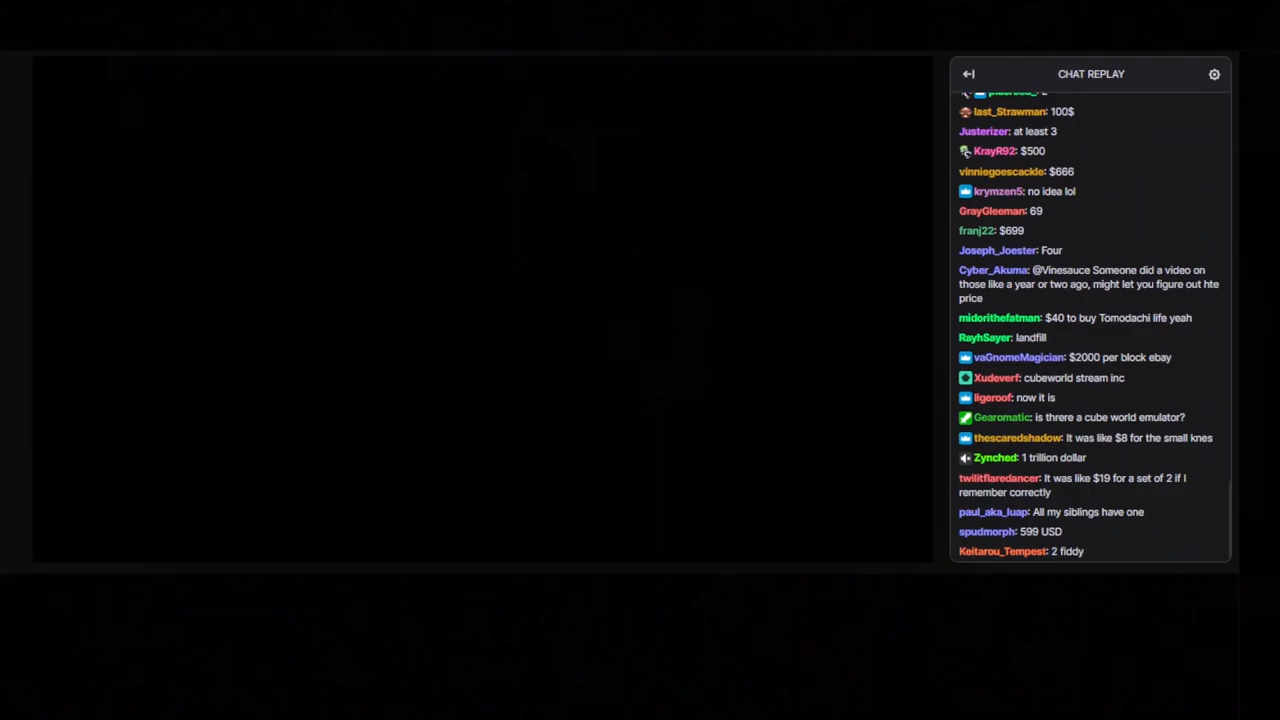 CHAT REPLAY
last_Strawman: 100$
Justerizer: at least 3
KrayR92: $500
vinniegoescackle: $666
krymzen5: no idea lol
GrayGleeman: 69
franj22: $699
Joseph_Joester: Four
Cyber_Akuma: @Vinesauce Someone did a video on
those like a year or two ago, might let you figure out hte
price
midorithefatman: $40 to buy Tomodachi life yeah
RayhSayer: landfill
vaGnomeMagician: $2000 per block ebay
Xudeverf: cubeworld stream inc
ligeroof: now it is
Gearomatic: is threre a cube world emulator?
thescaredshadow: It was like $8 for the small knes
Zynched: 1 trillion dollar
twilitflaredancer: It was like $19 for a set of 2 if I
remember correctly
paul_aka_luap: All my siblings have one
spudmorph: 599 USD
Keitarou_Tempest: 2 fiddy